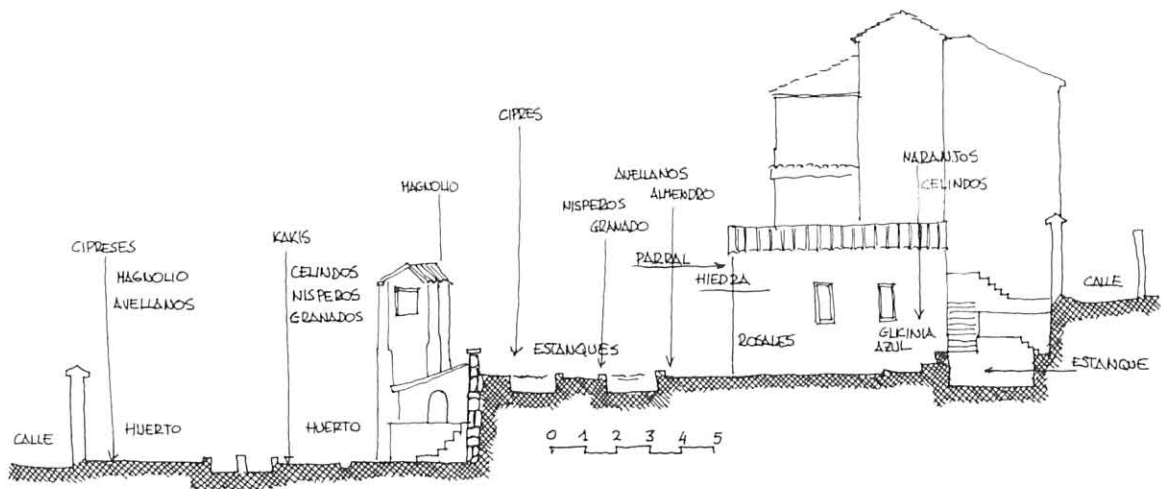 CIPRES
MAGNOLIO
AVELLANOS
ALMENDRO
NISPEROS
GRANADO
NARANJOS
CELINDOS
CIPRESES
MAGNOLIO
AVELLANOS
KAKIS
CELINDOS
NISPEROS
GRANADOS
PARRAL
HIEDRA
CALLE
ESTANQUES
ROSALES
GLICINIA
AZUL
ESTANQUE
CALLE
HUERTO
HUERTO
0 1 2 3 4 5